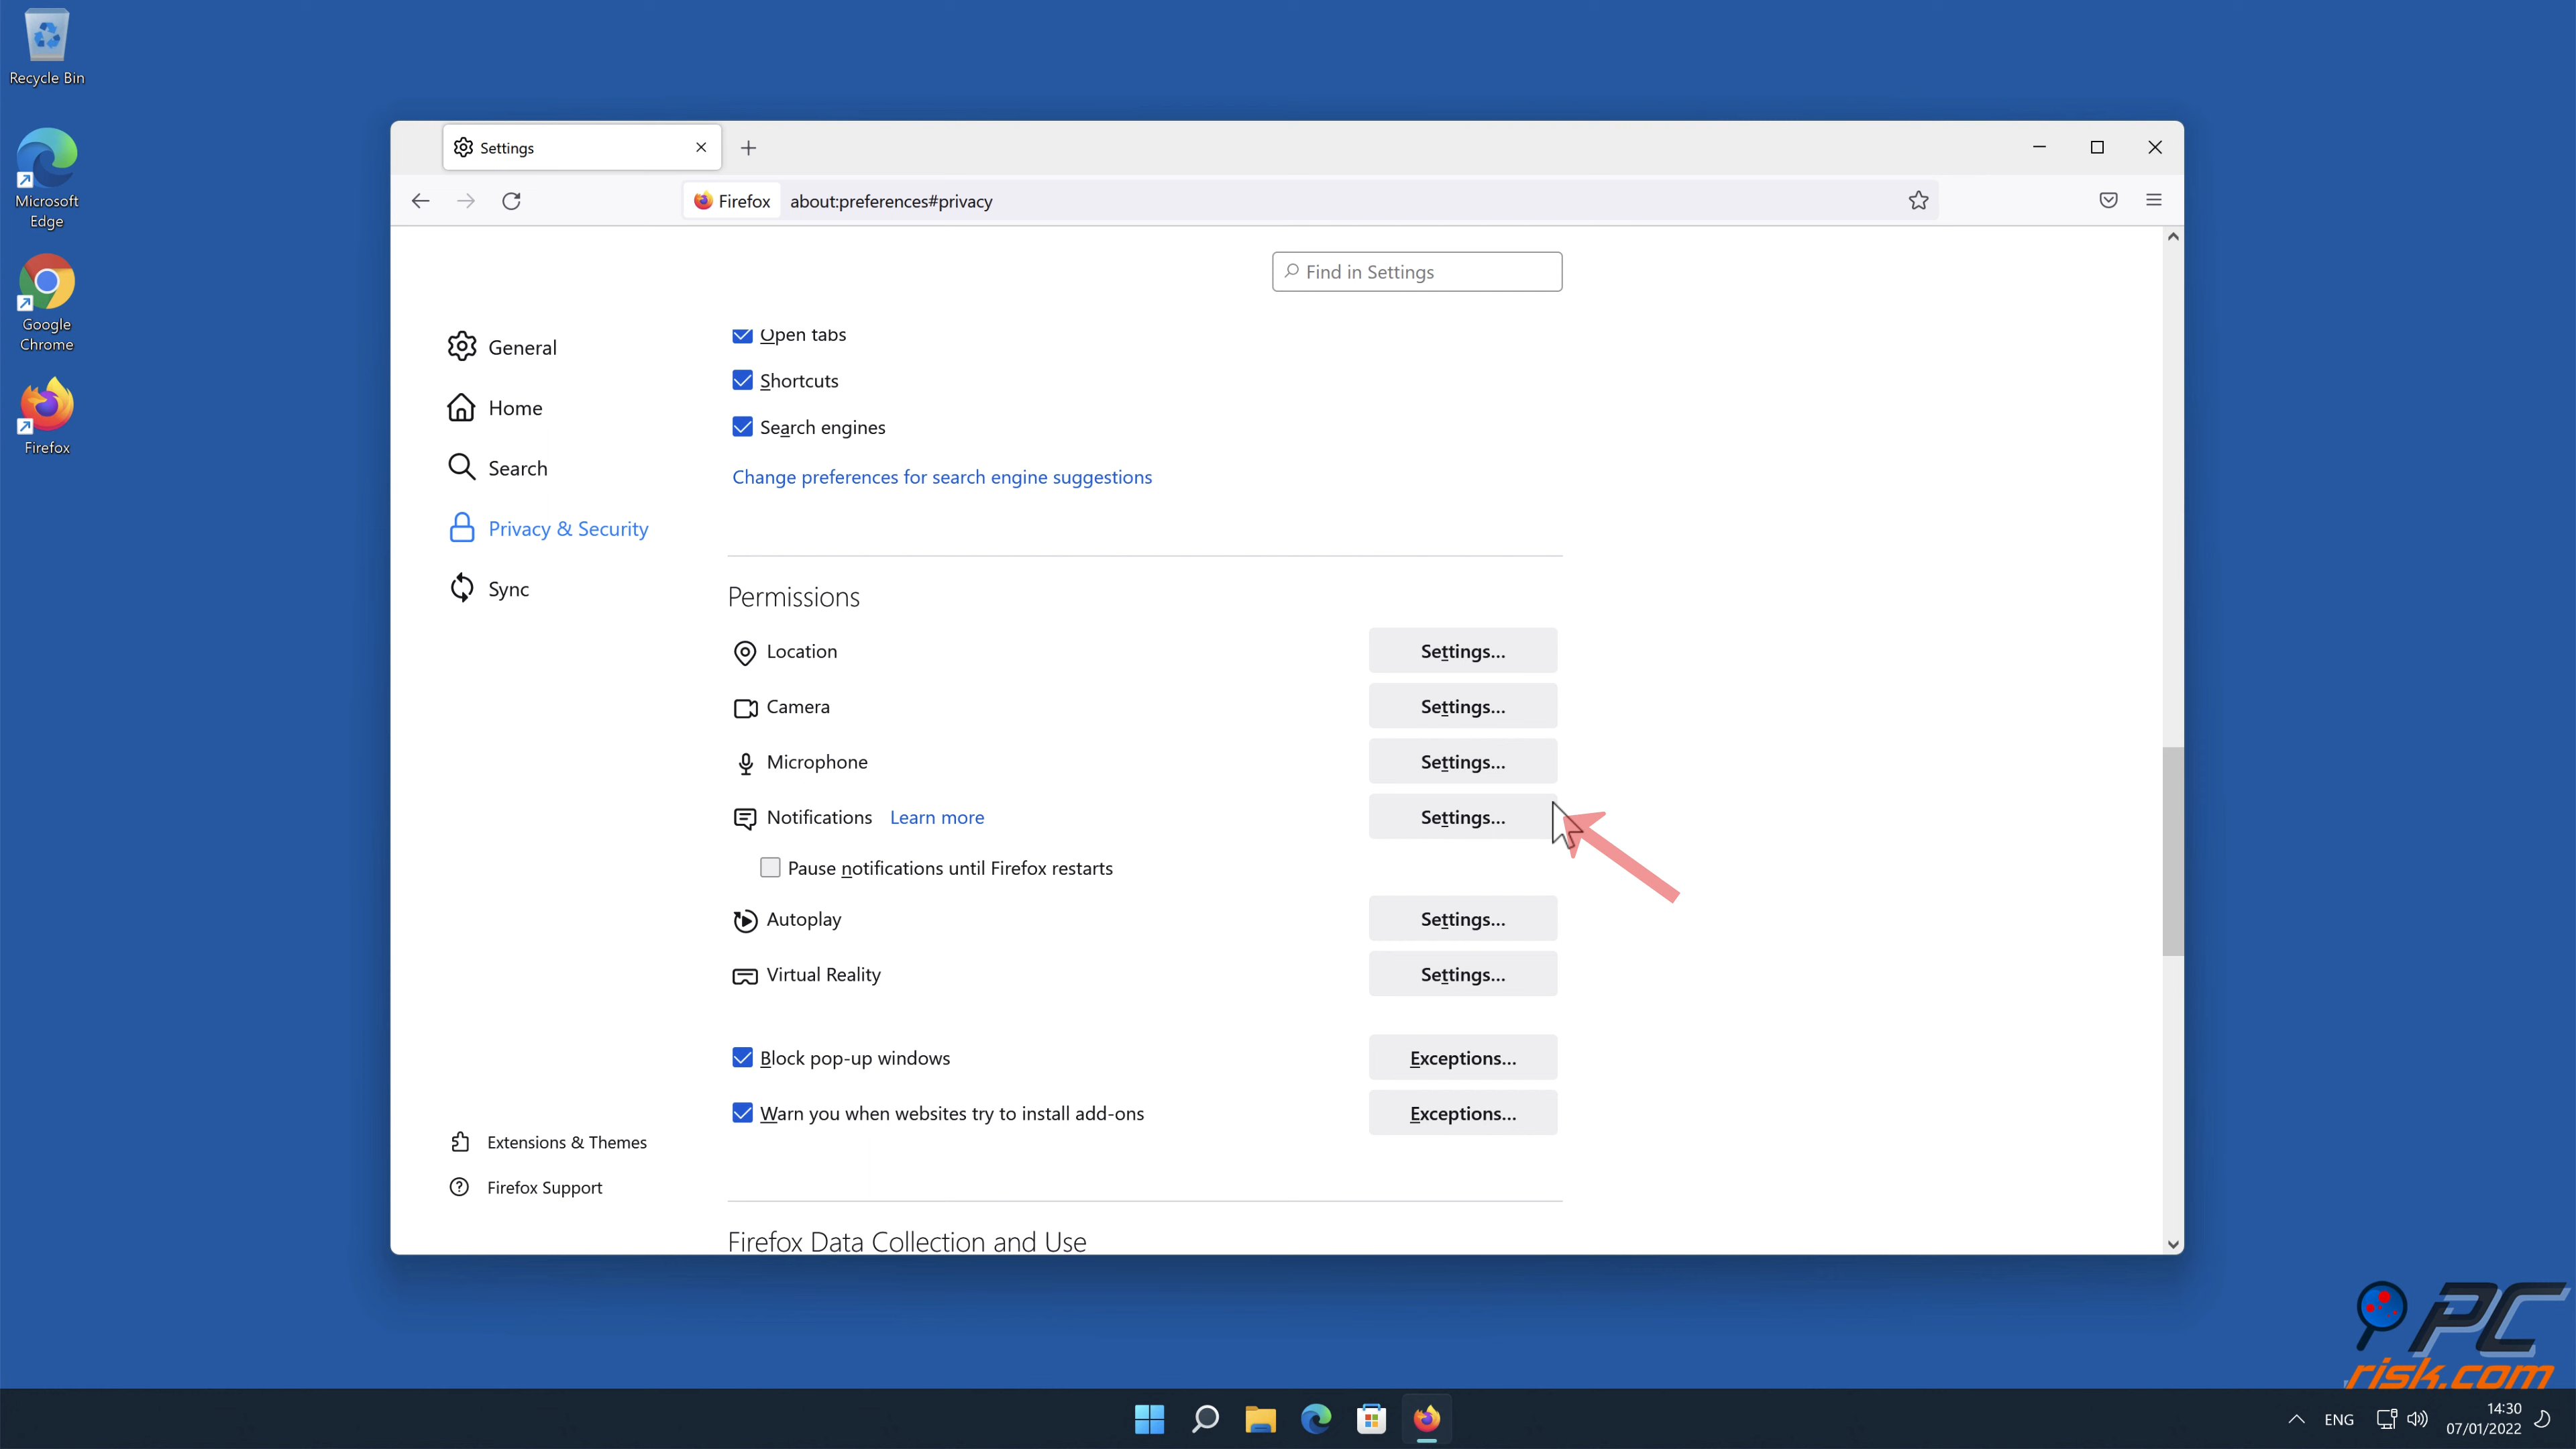 Recycle Bin
Microsoft
Edge
Google
Chrome
Firefox
Settings
Firefox
about:preferences#privacy
Find in Settings
General
Home
Search
Privacy & Security
Sync
Extensions & Themes
Firefox Support
Open tabs
Shortcuts
Search engines
Change preferences for search engine suggestions
Permissions
Location Settings...
Camera Settings...
Microphone Settings...
Notifications Learn more Settings...
Pause notifications until Firefox restarts
Autoplay Settings...
Virtual Reality Settings...
Block pop-up windows Exceptions...
Warn you when websites try to install add-ons Exceptions...
Firefox Data Collection and Use
PC
risk.com
ENG
14:30
07/01/2022